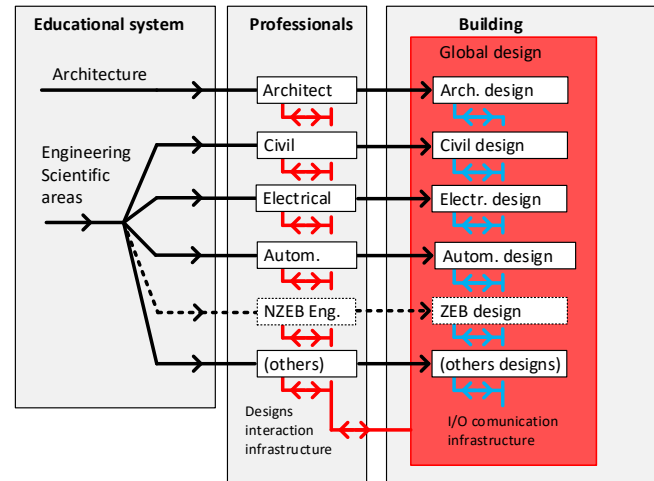 Educational system
Professionals
Building
Global design
Architecture
Architect
Arch. design
Engineering
Scientific
areas
Civil
Civil design
Electrical
Electr. design
Autom.
Autom. design
NZEB Eng.
ZEB design
(others)
(others designs)
Designs
interaction
infrastructure
I/O comunication
infrastructure